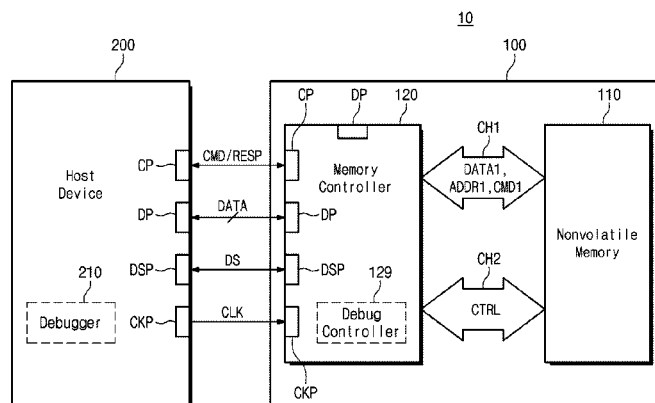 10
200
100
DP
120
110
CP
CH1
CP
CMD/RESP
Host
Device
Memory
Controller
DATA1,
ADDR1,CMD1
DP
DATA
DP
Nonvolatile
Memory
DSP
DS
DSP
CH2
210
129
Debugger
CKP
CLK
Debug
Controller
CTRL
CKP